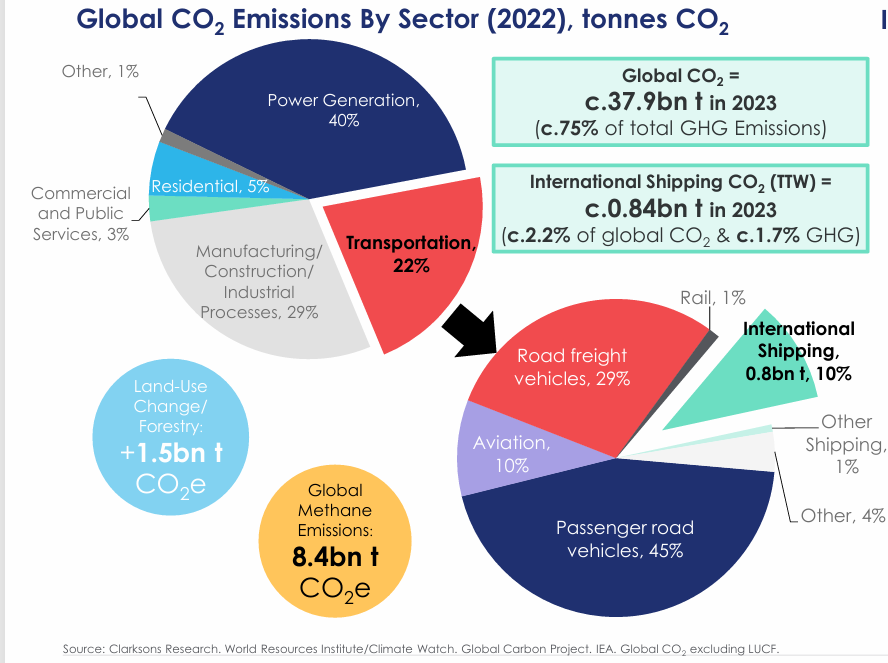 Global CO₂ Emissions By Sector (2022), tonnes CO₂
Other, 1%
Power Generation,
40%
Residential, 5%
Commercial
and Public
Services, 3%
Manufacturing/
Construction/
Industrial
Processes, 29%
Transportation,
22%
Global CO₂ =
c.37.9bn t in 2023
(c.75% of total GHG Emissions)
International Shipping CO₂ (TTW) =
c.0.84bn t in 2023
(c.2.2% of global CO₂ & c.1.7% GHG)
Rail, 1%
International
Shipping,
0.8bn t, 10%
Road freight
vehicles, 29%
Aviation,
10%
Other
Shipping,
1%
Other, 4%
Passenger road
vehicles, 45%
Land-Use
Change/
Forestry:
+1.5bn t
CO₂e
Global
Methane
Emissions:
8.4bn t
CO₂e
Source: Clarksons Research. World Resources Institute/Climate Watch. Global Carbon Project. IEA. Global CO₂ excluding LUCF.